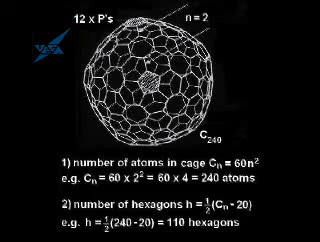 12 x P's
n = 2
VEGA
C₂₄₀
1) number of atoms in cage Cₙ = 60n²
e.g. Cₙ = 60 x 2² = 60 x 4 = 240 atoms
2) number of hexagons h = ½(Cₙ - 20)
e.g. h = ½(240 - 20) = 110 hexagons